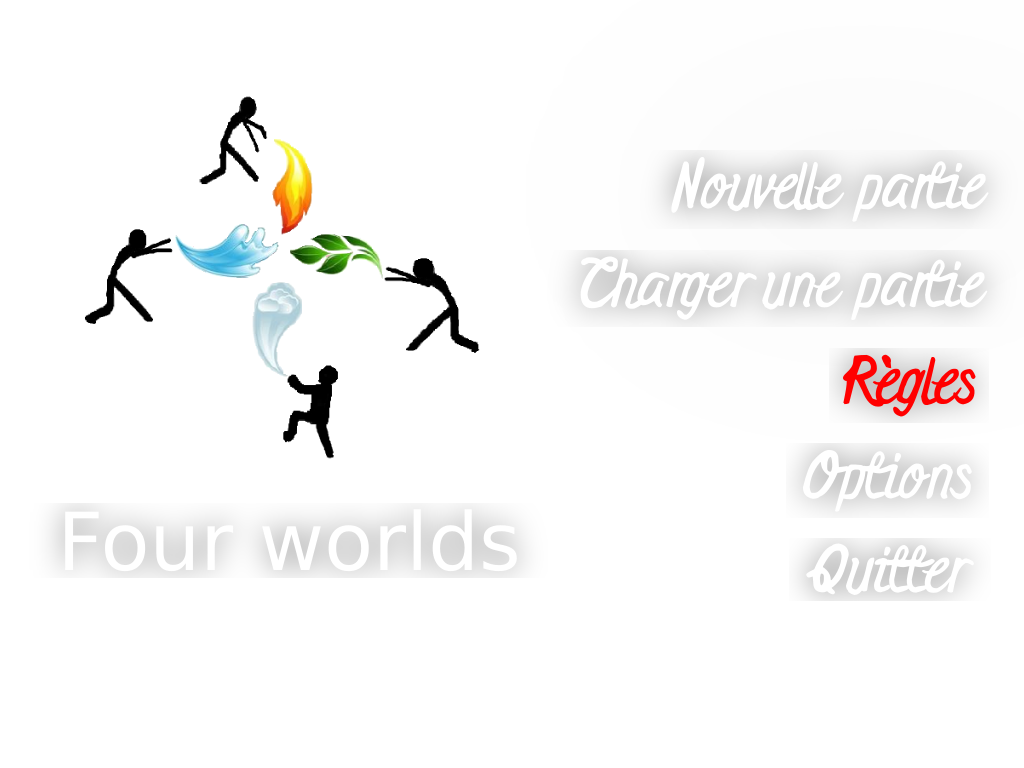 Nouvelle partie
Charger une partie
Règles
Options
Quitter
Four worlds